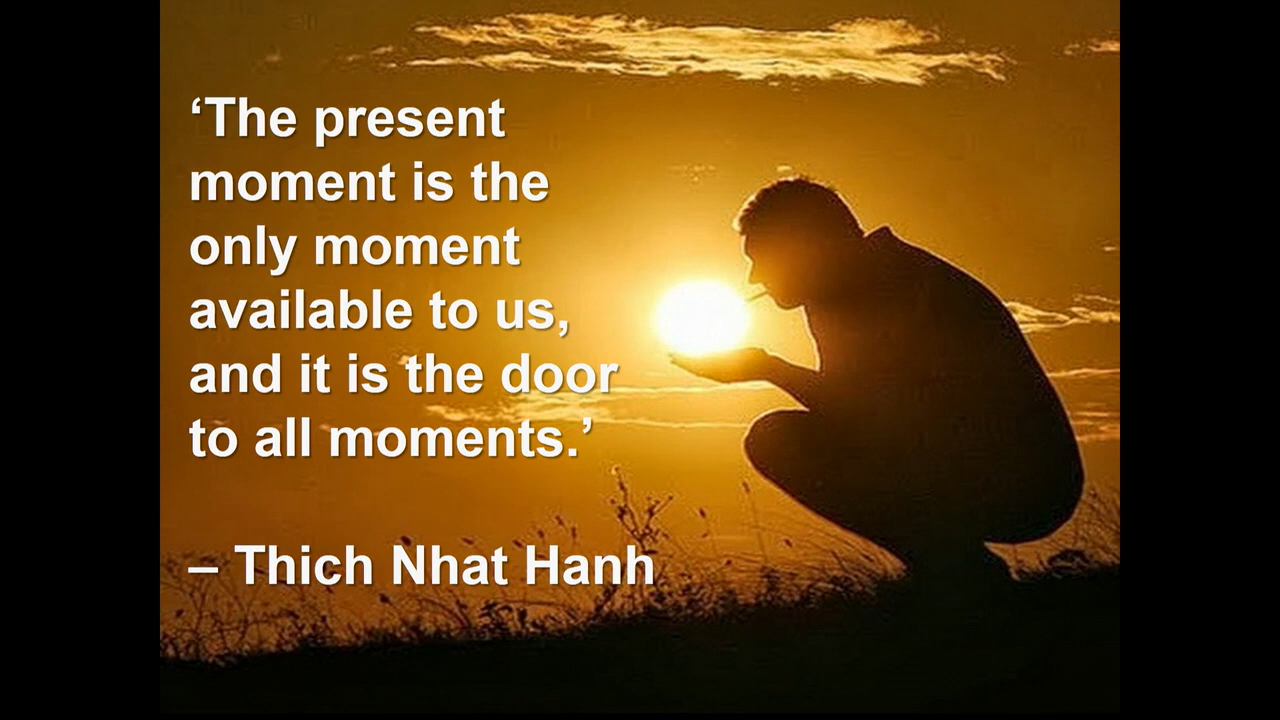 ‘The present
moment is the
only moment
available to us,
and it is the door
to all moments.’
– Thich Nhat Hanh